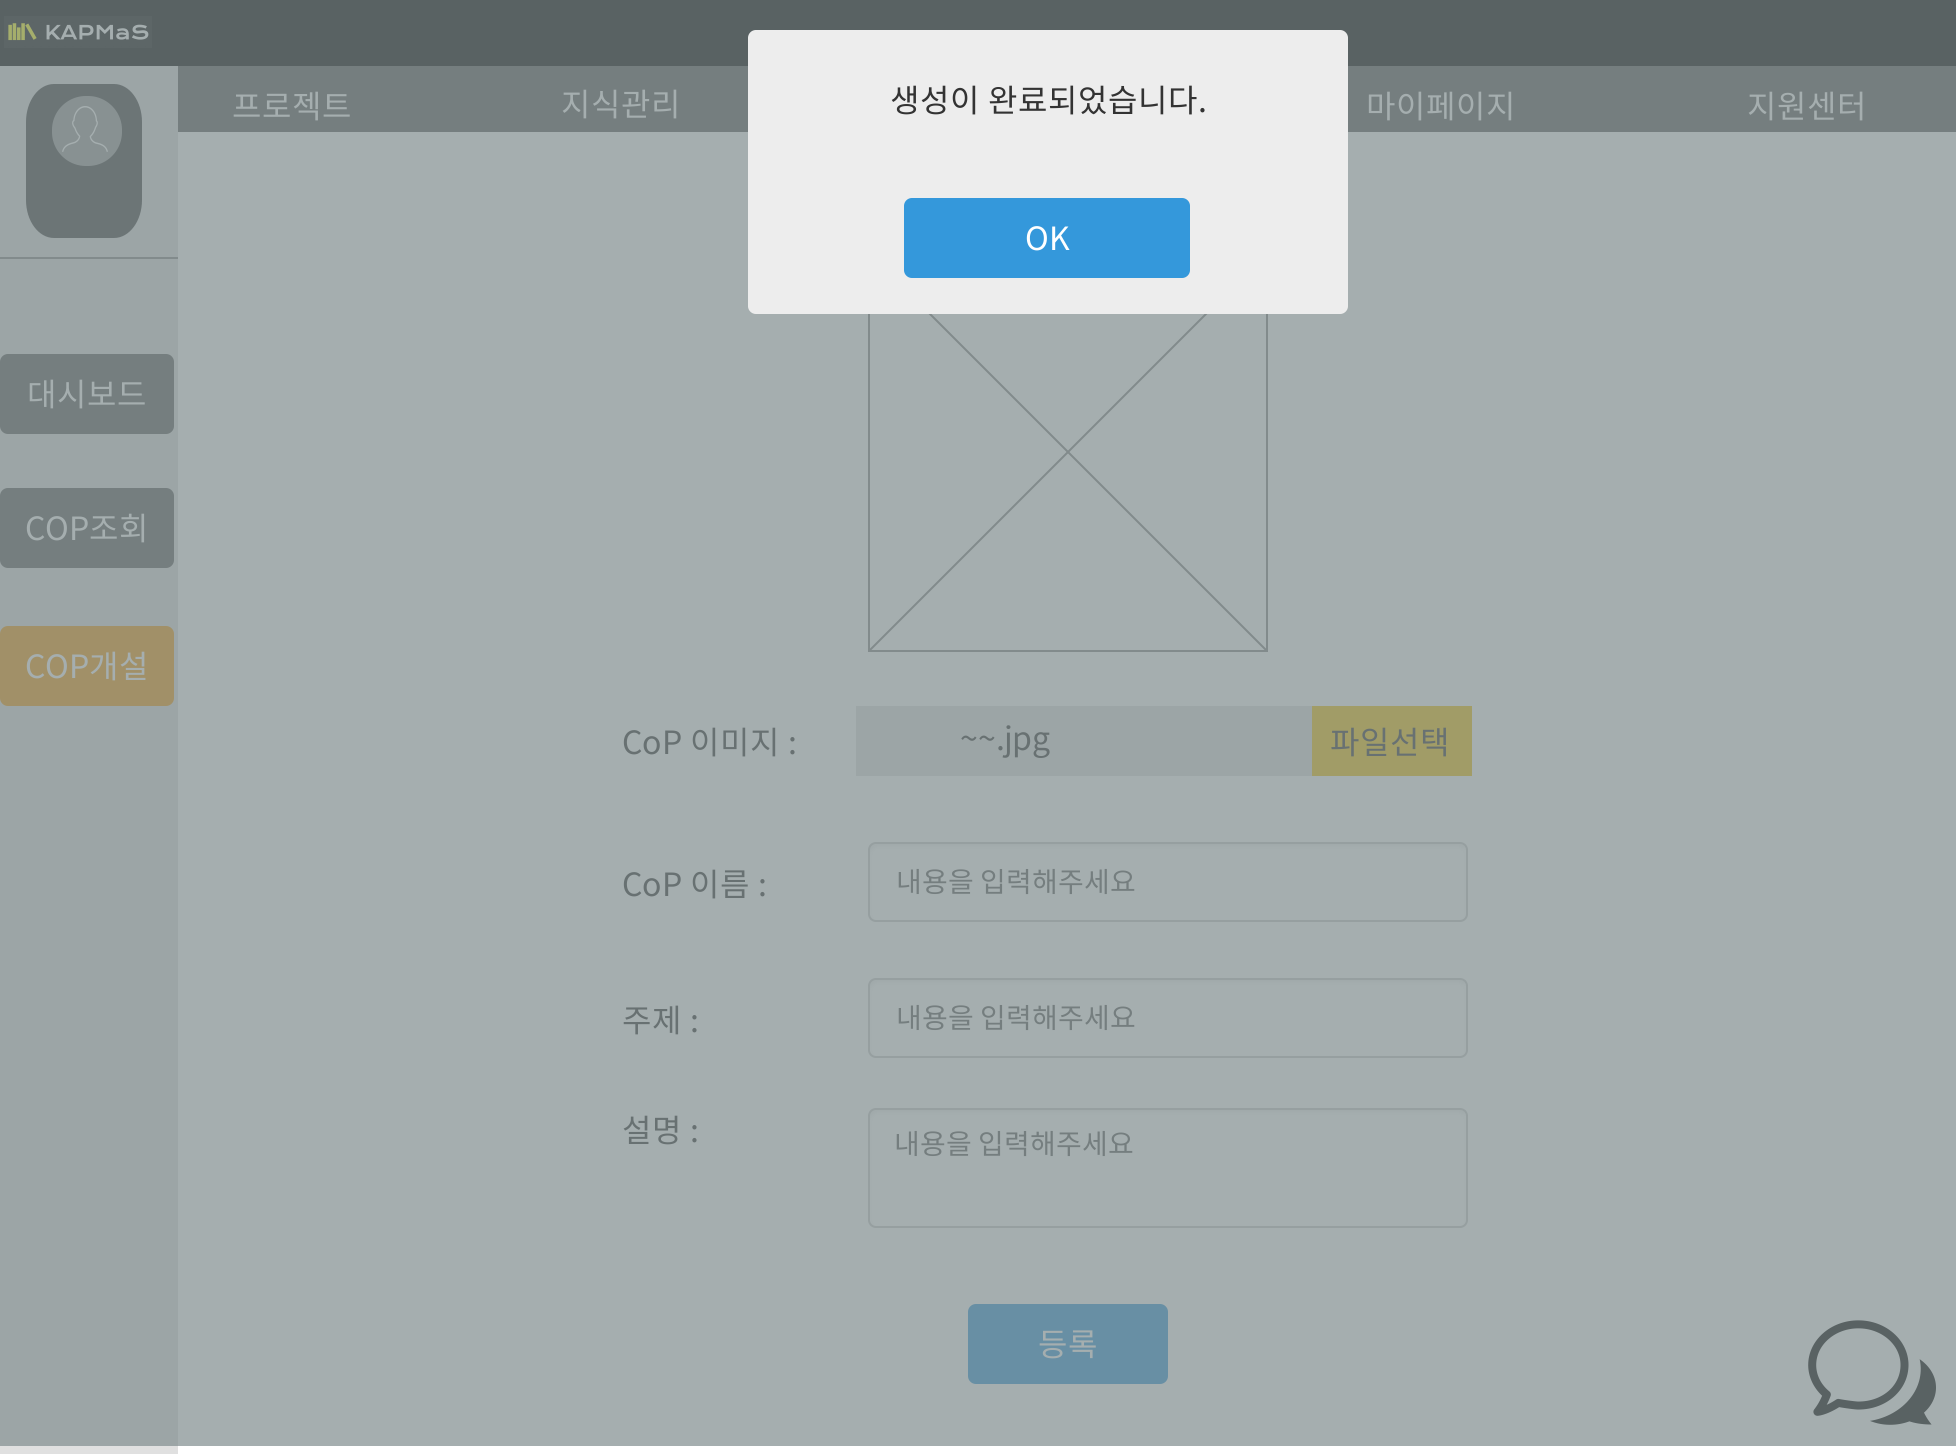 KAPMaS
프로젝트
지식관리
마이페이지
지원센터
생성이 완료되었습니다.
OK
대시보드
COP조회
COP개설
CoP 이미지 :
~~.jpg
파일선택
CoP 이름 :
내용을 입력해주세요
주제 :
내용을 입력해주세요
설명 :
내용을 입력해주세요
등록